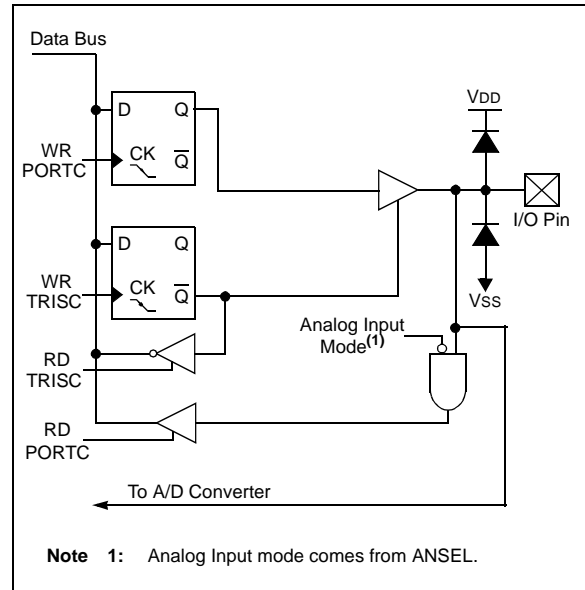 Data Bus
D Q
VDD
WR
PORTC
CK
Q
I/O Pin
D Q
WR
TRISC
CK
Q
VSS
Analog Input
Mode(1)
RD
TRISC
RD
PORTC
To A/D Converter
Note 1: Analog Input mode comes from ANSEL.